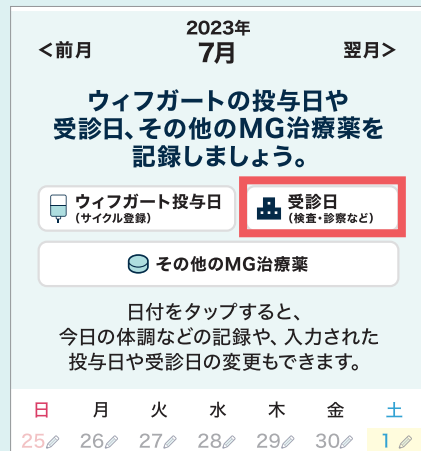 2023年
<前月 7月 翌月>
ウィフガートの投与日や
受診日、その他のMG治療薬を
記録しましょう。
ウィフガート投与日 受診日
(サイクル登録) (検査・診察など)
その他のMG治療薬
日付をタップすると、
今日の体調などの記録や、入力された
投与日や受診日の変更もできます。
日 月 火 水 木 金 土
25 26 27 28 29 30 1